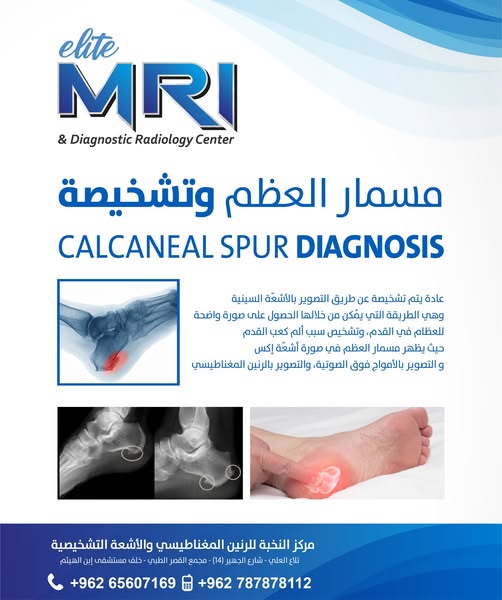 elite
MRI
& Diagnostic Radiology Center
مسمار العظم وتشخيصة
CALCANEAL SPUR DIAGNOSIS
عادة يتم تشخيصة عن طريق التصوير بالأشعّة السينية
وهي الطريقة التي يمُكن من خلالها الحصول على صورة واضحة
للعظام في القدم، وتشخيص سبب ألم كعب القدم
حيث يظهر مسمار العظم في صورة أشعّة إكس
و التصوير بالأمواج فوق الصوتية، والتصوير بالرنين المغناطيسي
مركز النخبة للرنين المغناطيسي والأشعة التشخيصية
تلاع العلي - شارع الجهير (14) - مجمع القصر الطبي - خلف مستشفى إبن الهيثم
+962 65607169 +962 787878112